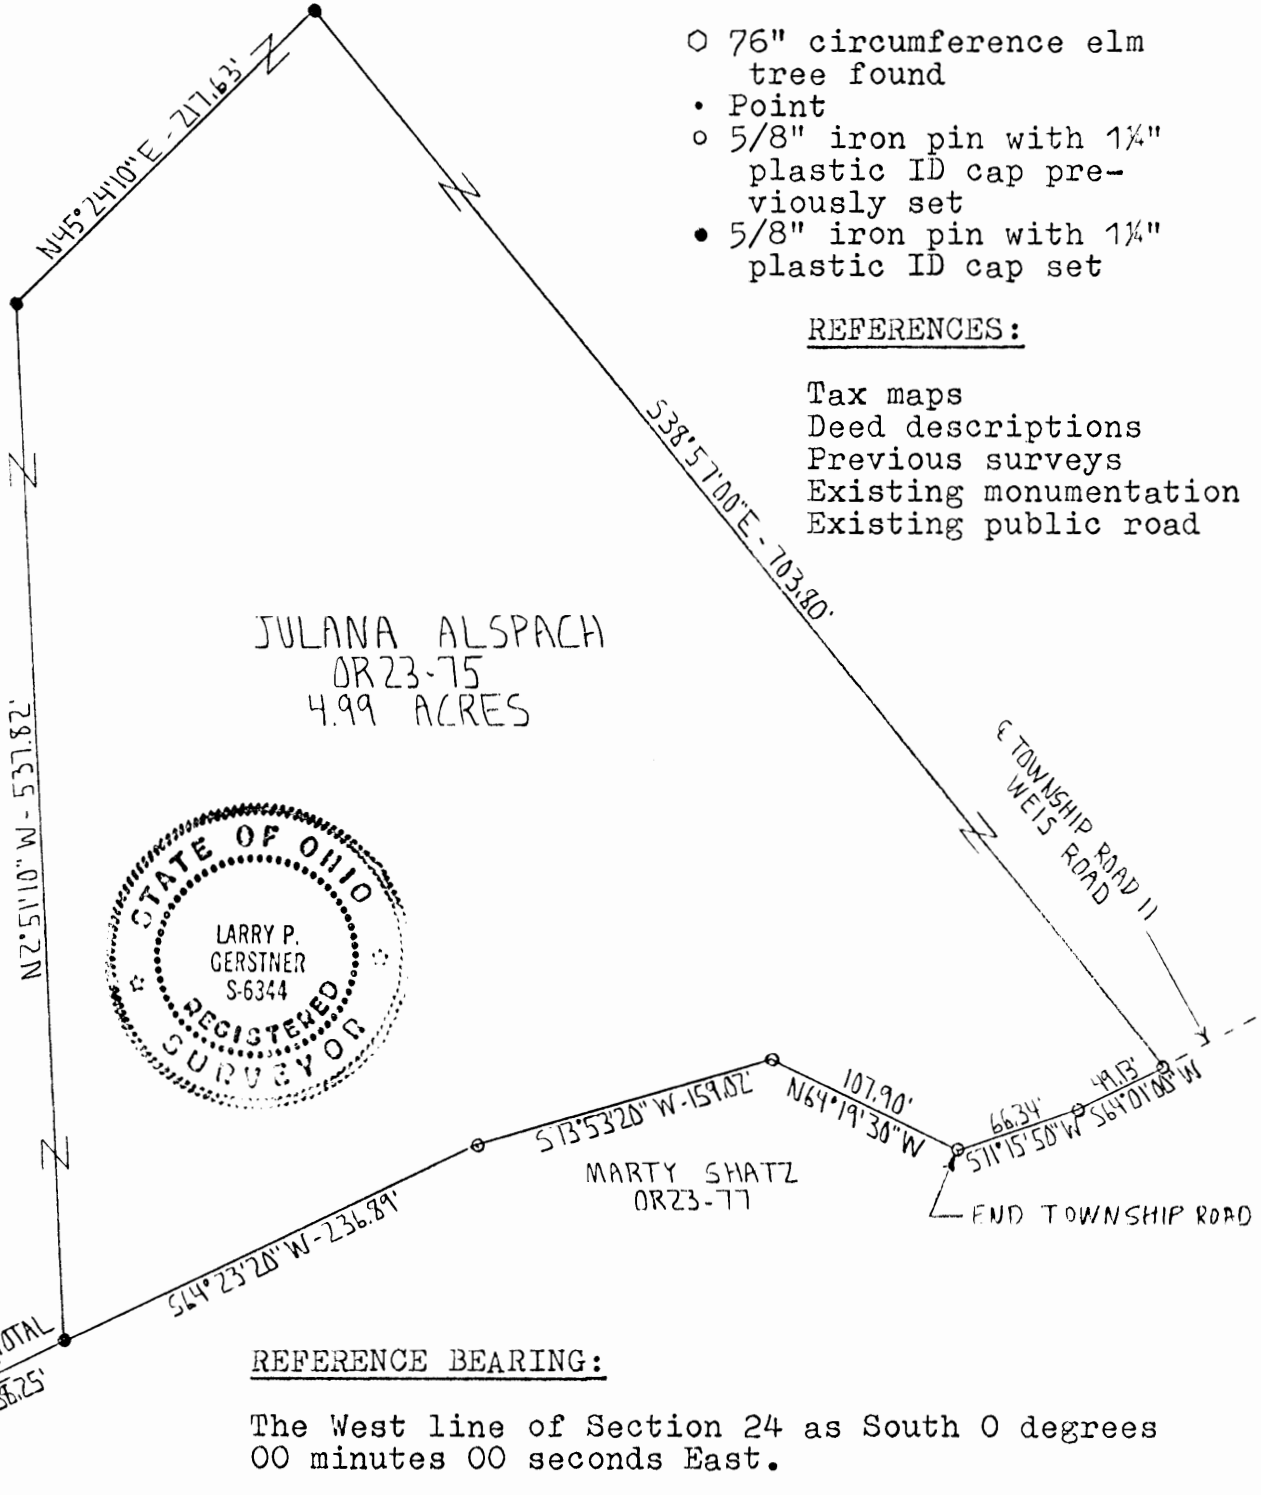 76" circumference elm
tree found
Point
5/8" iron pin with 1¼"
plastic ID cap pre-
viously set
5/8" iron pin with 1¼"
plastic ID cap set
REFERENCES:
Tax maps
Deed descriptions
Previous surveys
Existing monumentation
Existing public road
N45°24'10"E - 217.63'
S38°57'00"E - 703.80'
JULANA ALSPACH
OR23-75
4.99 ACRES
N2°51'10"W - 537.82'
℄ TOWNSHIP ROAD 11
WEIS ROAD
STATE OF OHIO
LARRY P.
GERSTNER
S-6344
REGISTERED
SURVEYOR
S73°53'20"W-159.02'
107.90'
N64°19'30"W
66.34'
S71°15'50"W
49.13'
S64°01'00"W
MARTY SHATZ
OR23-77
END TOWNSHIP ROAD
S64°23'20"W-236.89'
REFERENCE BEARING:
The West line of Section 24 as South 0 degrees
00 minutes 00 seconds East.